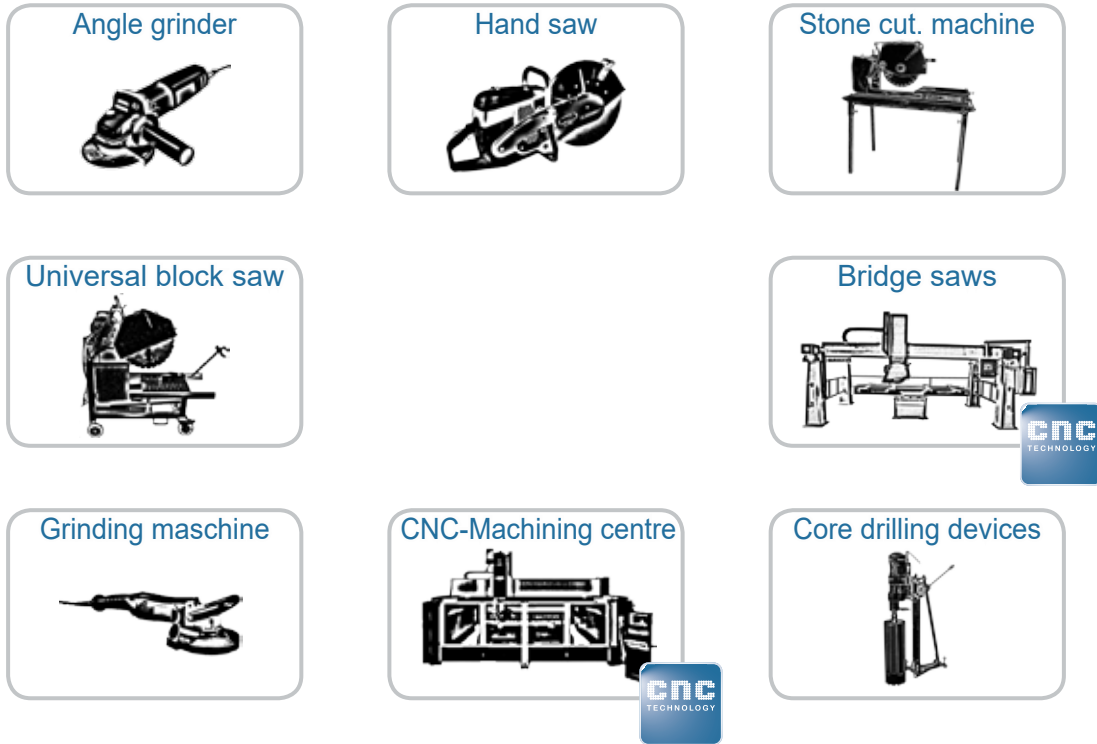 Angle grinder
Hand saw
Stone cut. machine
Universal block saw
Bridge saws
cnc
TECHNOLOGY
Grinding maschine
CNC-Machining centre
Core drilling devices
cnc
TECHNOLOGY